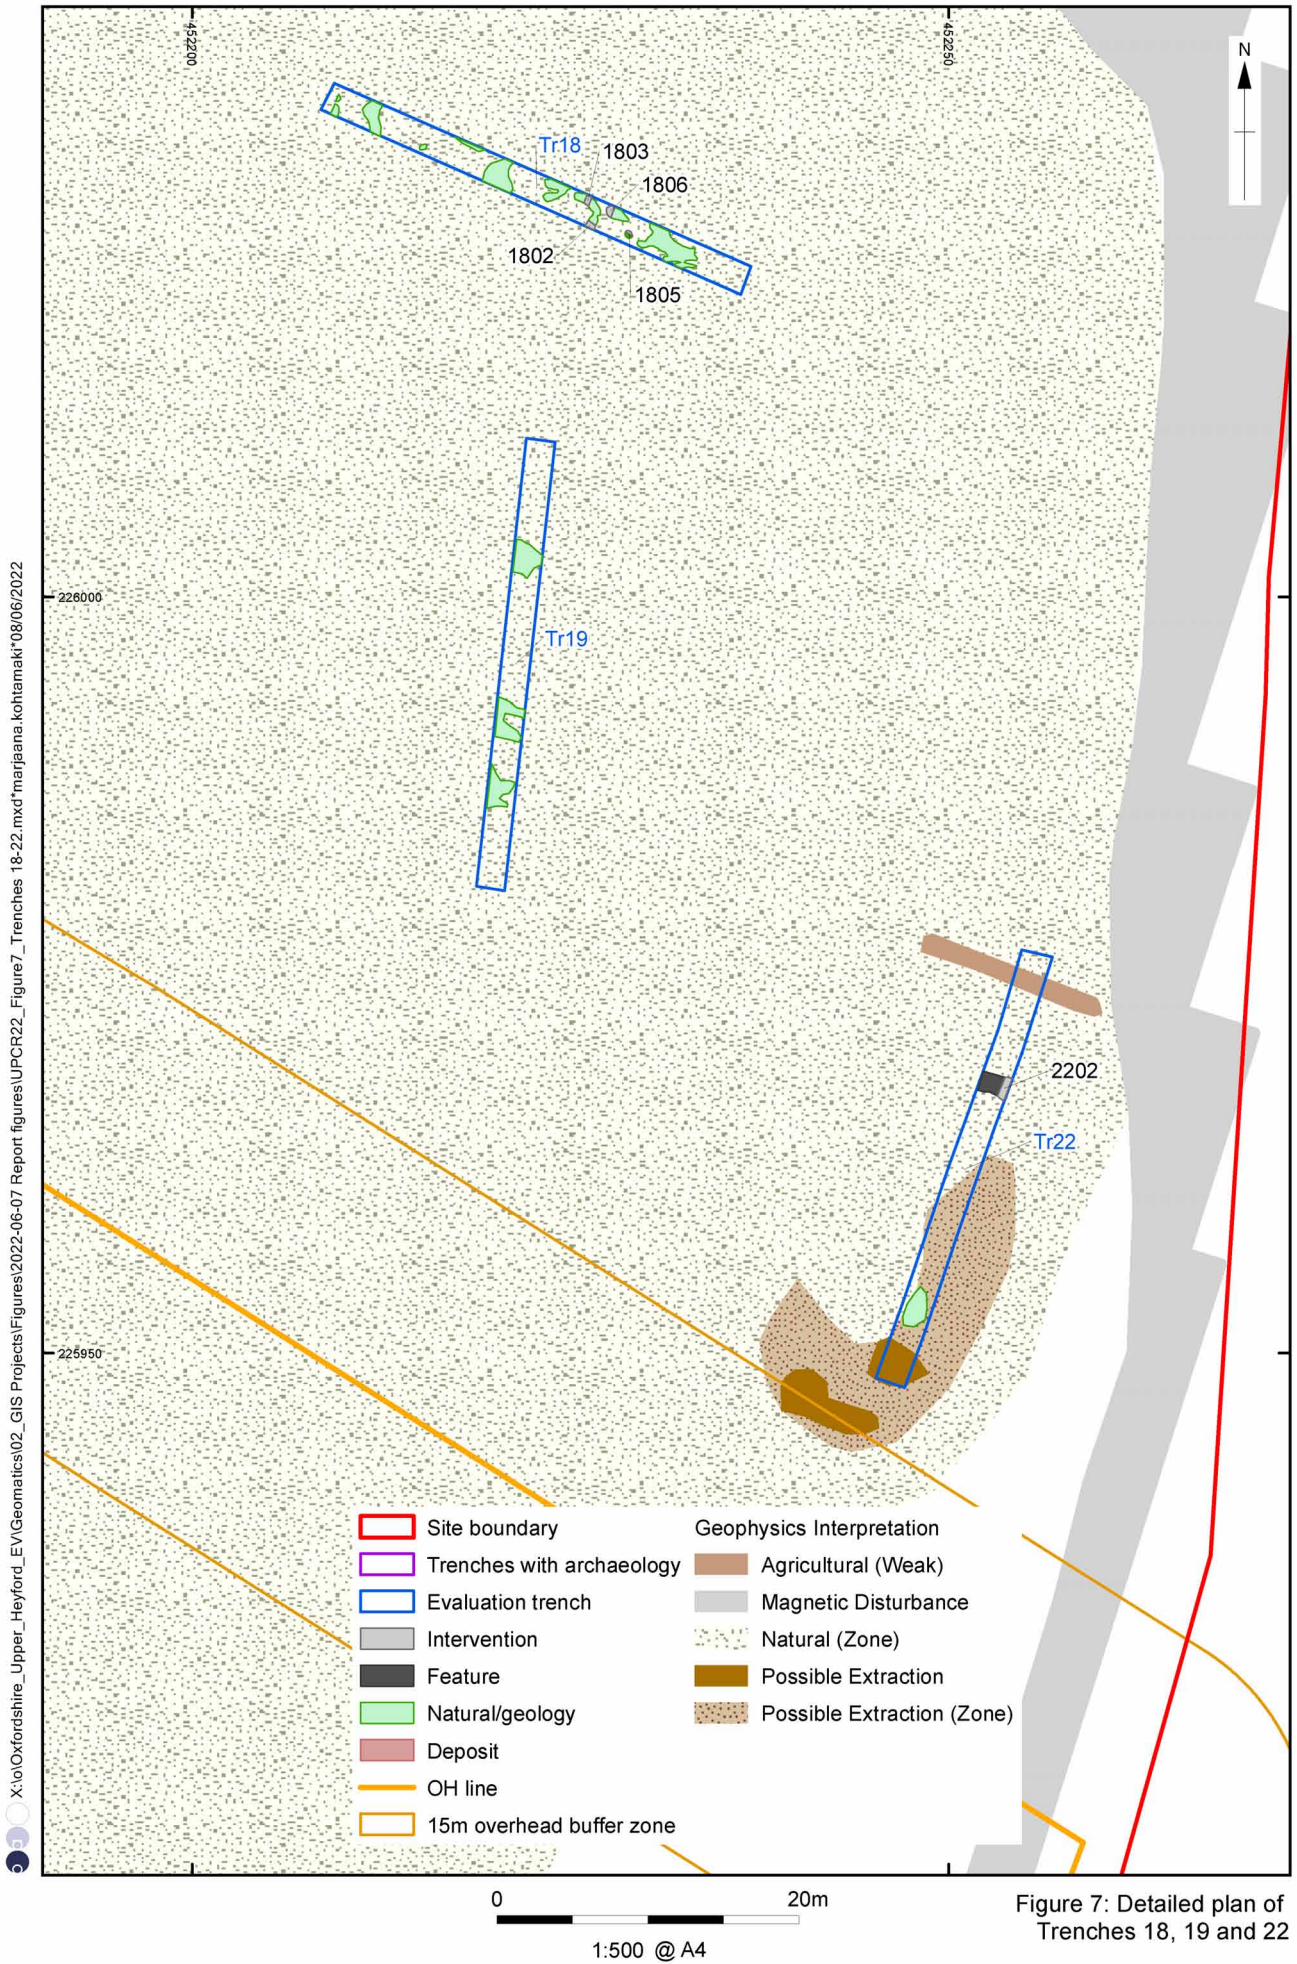 452200
452250
N
Tr18
1803
1806
1802
1805
226000
Tr19
2202
Tr22
225950
Site boundary
Trenches with archaeology
Evaluation trench
Intervention
Feature
Natural/geology
Deposit
OH line
15m overhead buffer zone
Geophysics Interpretation
Agricultural (Weak)
Magnetic Disturbance
Natural (Zone)
Possible Extraction
Possible Extraction (Zone)
0 20m
1:500 @ A4
Figure 7: Detailed plan of
Trenches 18, 19 and 22
X:\o\Oxfordshire_Upper_Heyford_EV\Geomatics\02_GIS Projects\Figures\2022-06-07 Report figures\UPCR22_Figure7_Trenches 18-22.mxd*marjaana.kohtamaki*08/06/2022